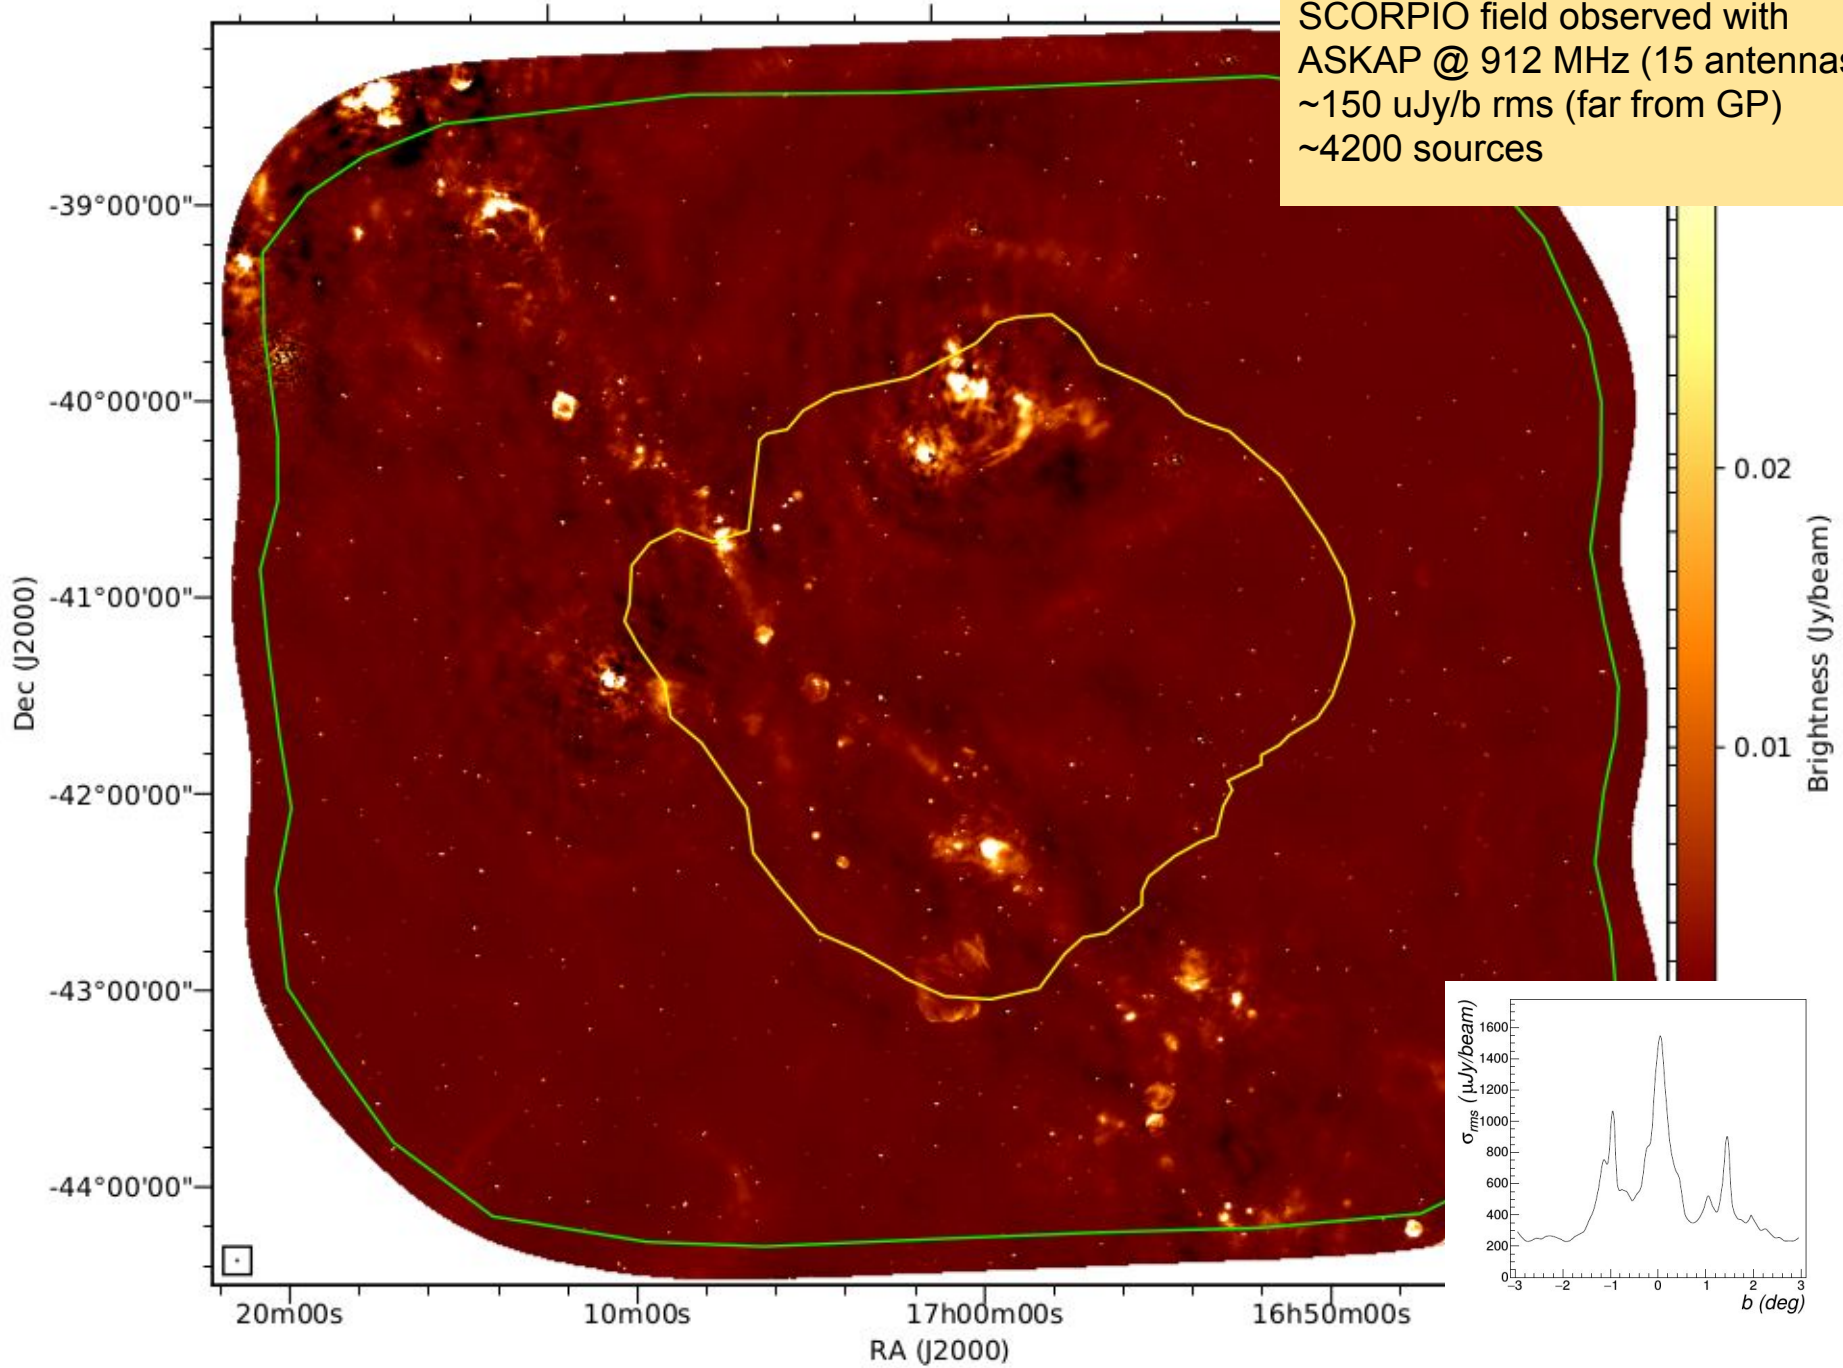 SCORPIO field observed with
ASKAP @ 912 MHz (15 antennas
~150 uJy/b rms (far from GP)
~4200 sources
-39°00'00"
-40°00'00"
-41°00'00"
-42°00'00"
-43°00'00"
-44°00'00"
Dec (J2000)
20m00s
10m00s
17h00m00s
16h50m00s
RA (J2000)
0.02
0.01
Brightness (Jy/beam)
σrms (μJy/beam)
1600
1400
1200
1000
800
600
400
200
0
−3
−2
−1
0
1
2
3
b (deg)